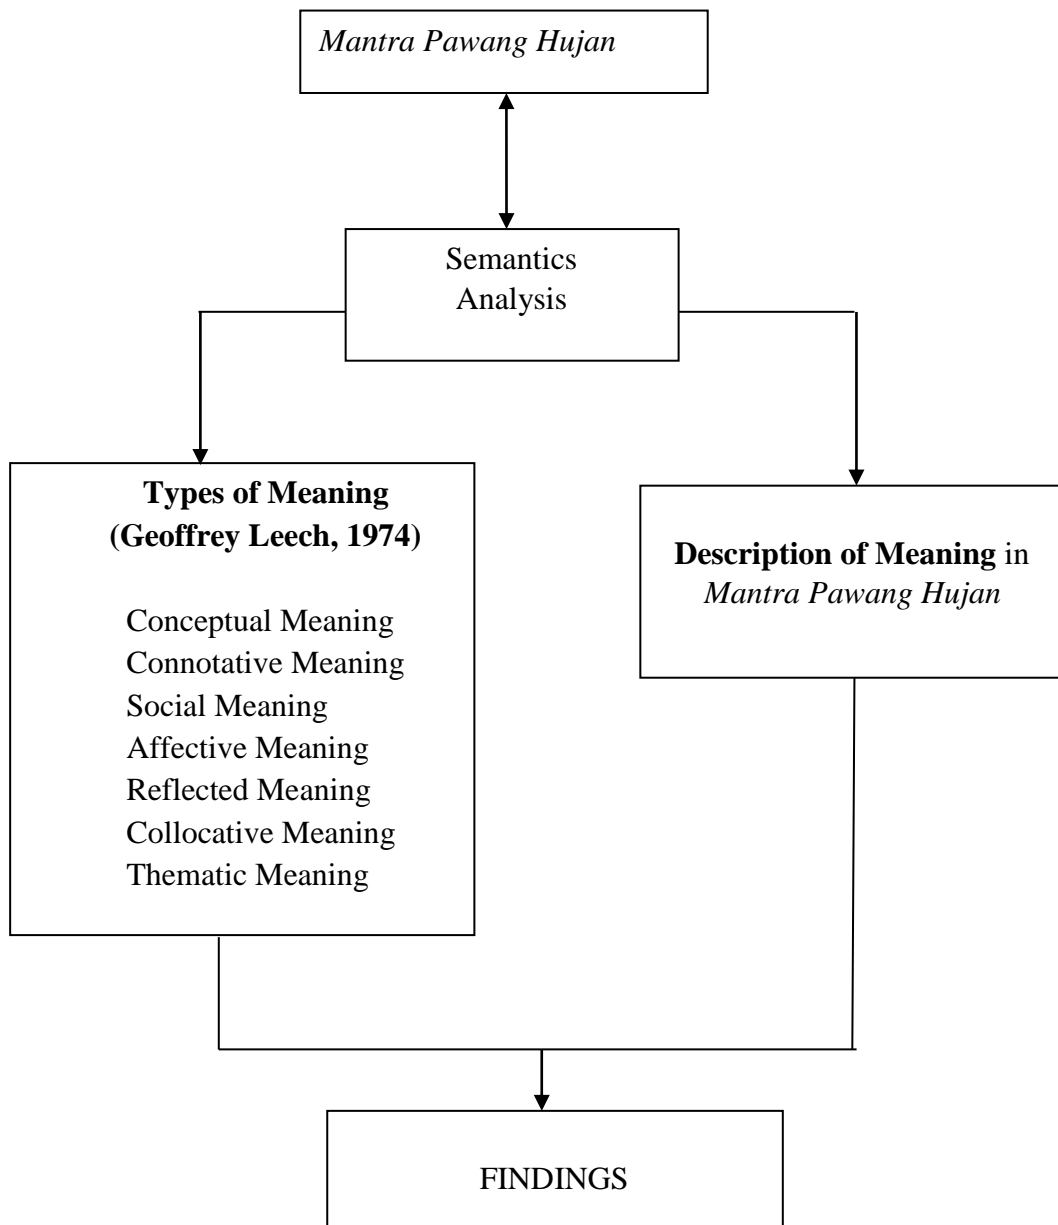 Mantra Pawang Hujan
Semantics
Analysis
Types of Meaning
(Geoffrey Leech, 1974)
Conceptual Meaning
Connotative Meaning
Social Meaning
Affective Meaning
Reflected Meaning
Collocative Meaning
Thematic Meaning
Description of Meaning in
Mantra Pawang Hujan
FINDINGS